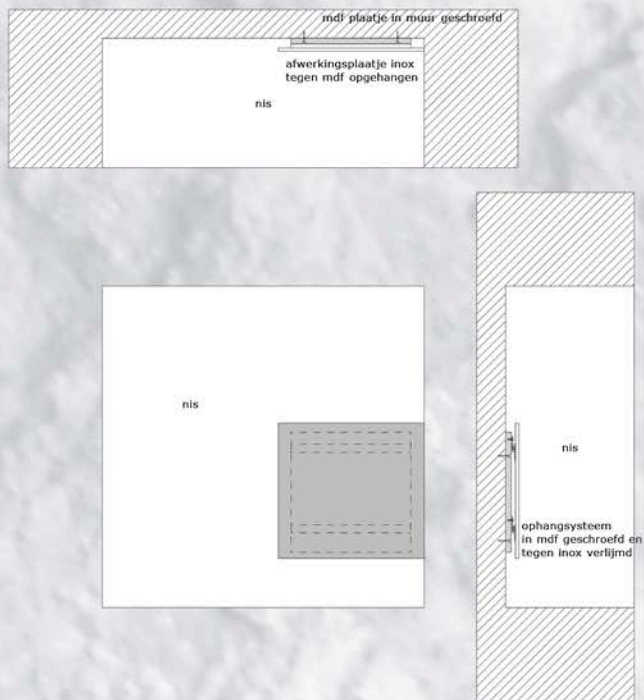 mdf plaatje in muur geschroefd
afwerkingsplaatje inox
tegen mdf opgehangen
nis
nis
nis
ophangsysteem
in mdf geschroefd en
tegen inox verlijmd